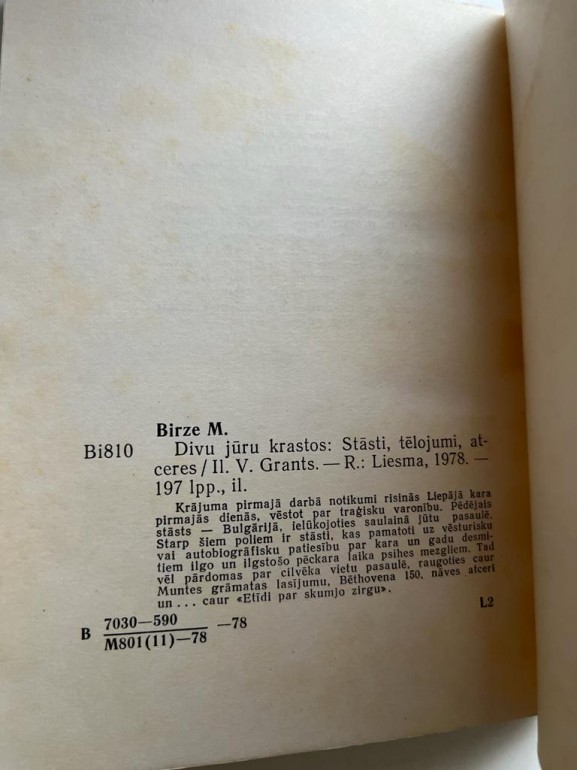 Birze M.
Bi810 Divu jūru krastos: Stāsti, tēlojumi, at-
ceres / Il. V. Grants. — R.: Liesma, 1978. —
197 lpp., il.
Krājuma pirmajā darbā notikumi risinās Liepājā kara
pirmajās dienās, vēstot par traģisku varonību. Pēdējais
stāsts — Bulgārijā, ielūkojoties saulainā jūtu pasaulē.
Starp šiem poliem ir stāsti, kas pamatoti uz vēsturisku
vai autobiogrāfisku patiesību par kara un gadu desmi-
tiem ilgo un ilgstošo pēckara laika psihes mezgliem. Tad
vēl pārdomas par cilvēka vietu pasaulē, raugoties caur
Muntes grāmatas lasījumu, Bēthovena 150. nāves atceri
un ... caur «Etīdi par skumjo zirgu».
B 7030—590 —78 L2
M801(11)—78